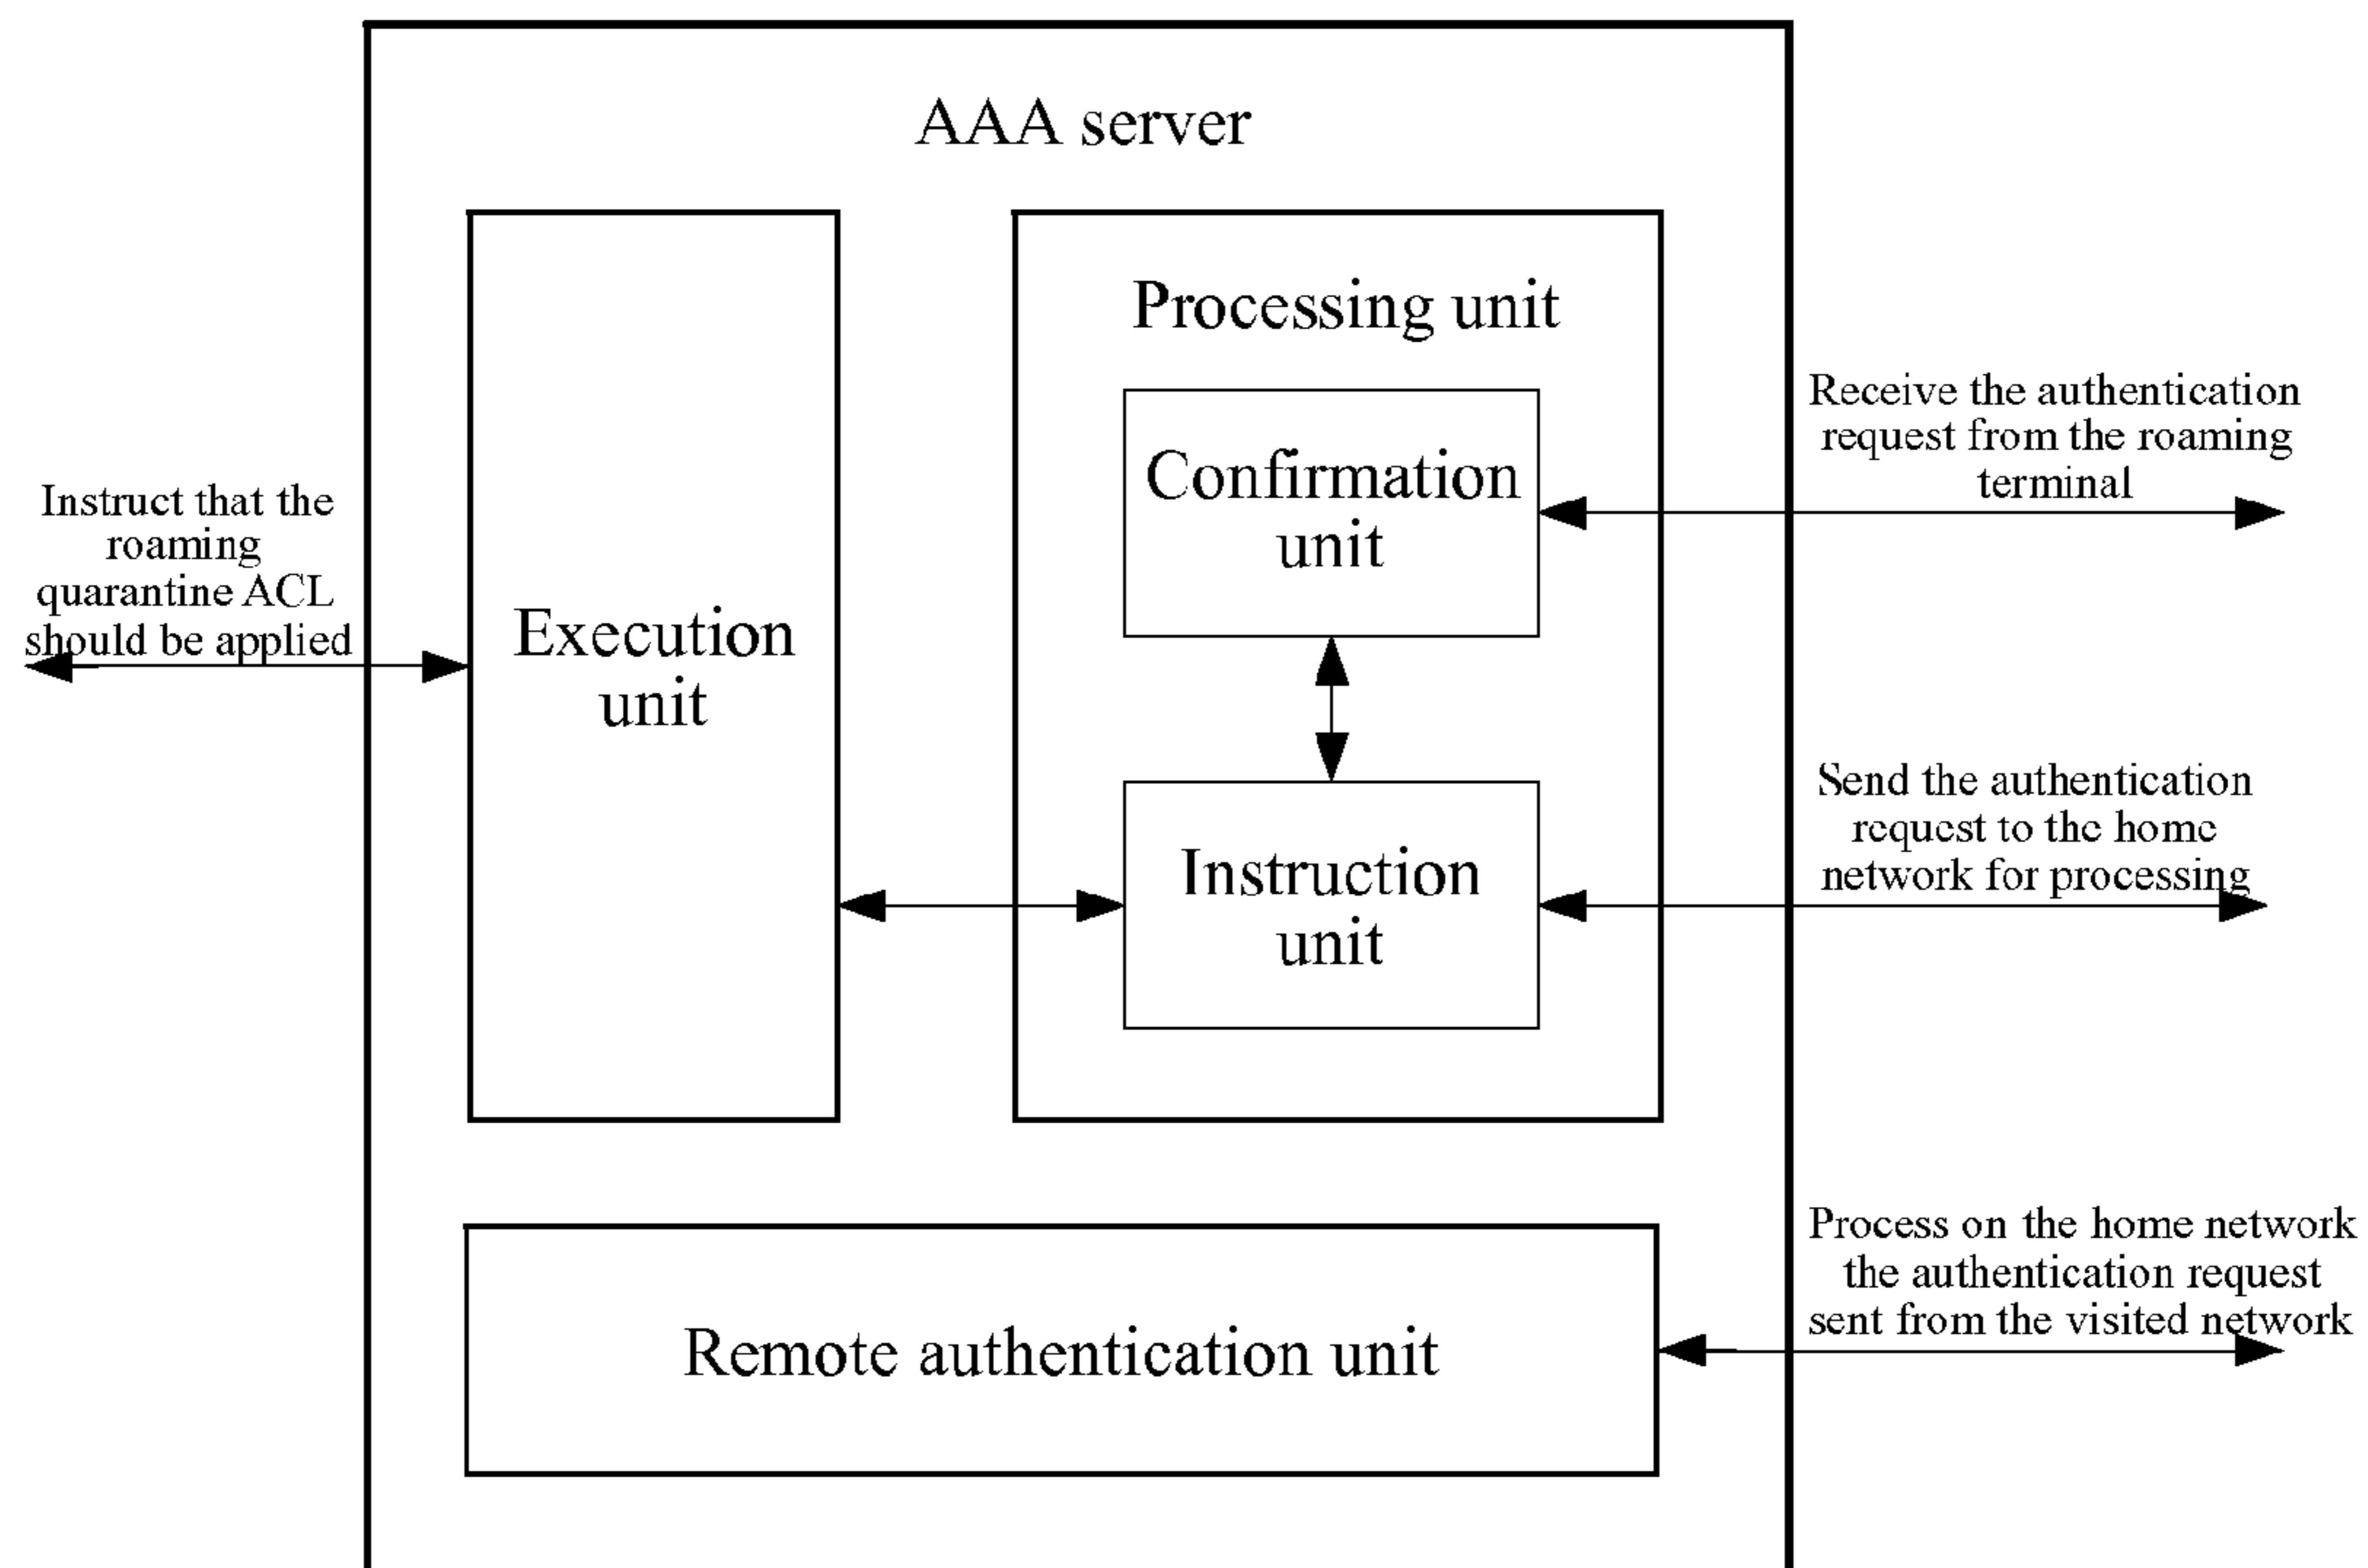 AAA server
Processing unit
Receive the authentication
request from the roaming
terminal
Confirmation
unit
Instruct that the
roaming
quarantine ACL
should be applied
Execution
unit
Send the authentication
request to the home
network for processing
Instruction
unit
Process on the home network
the authentication request
sent from the visited network
Remote authentication unit